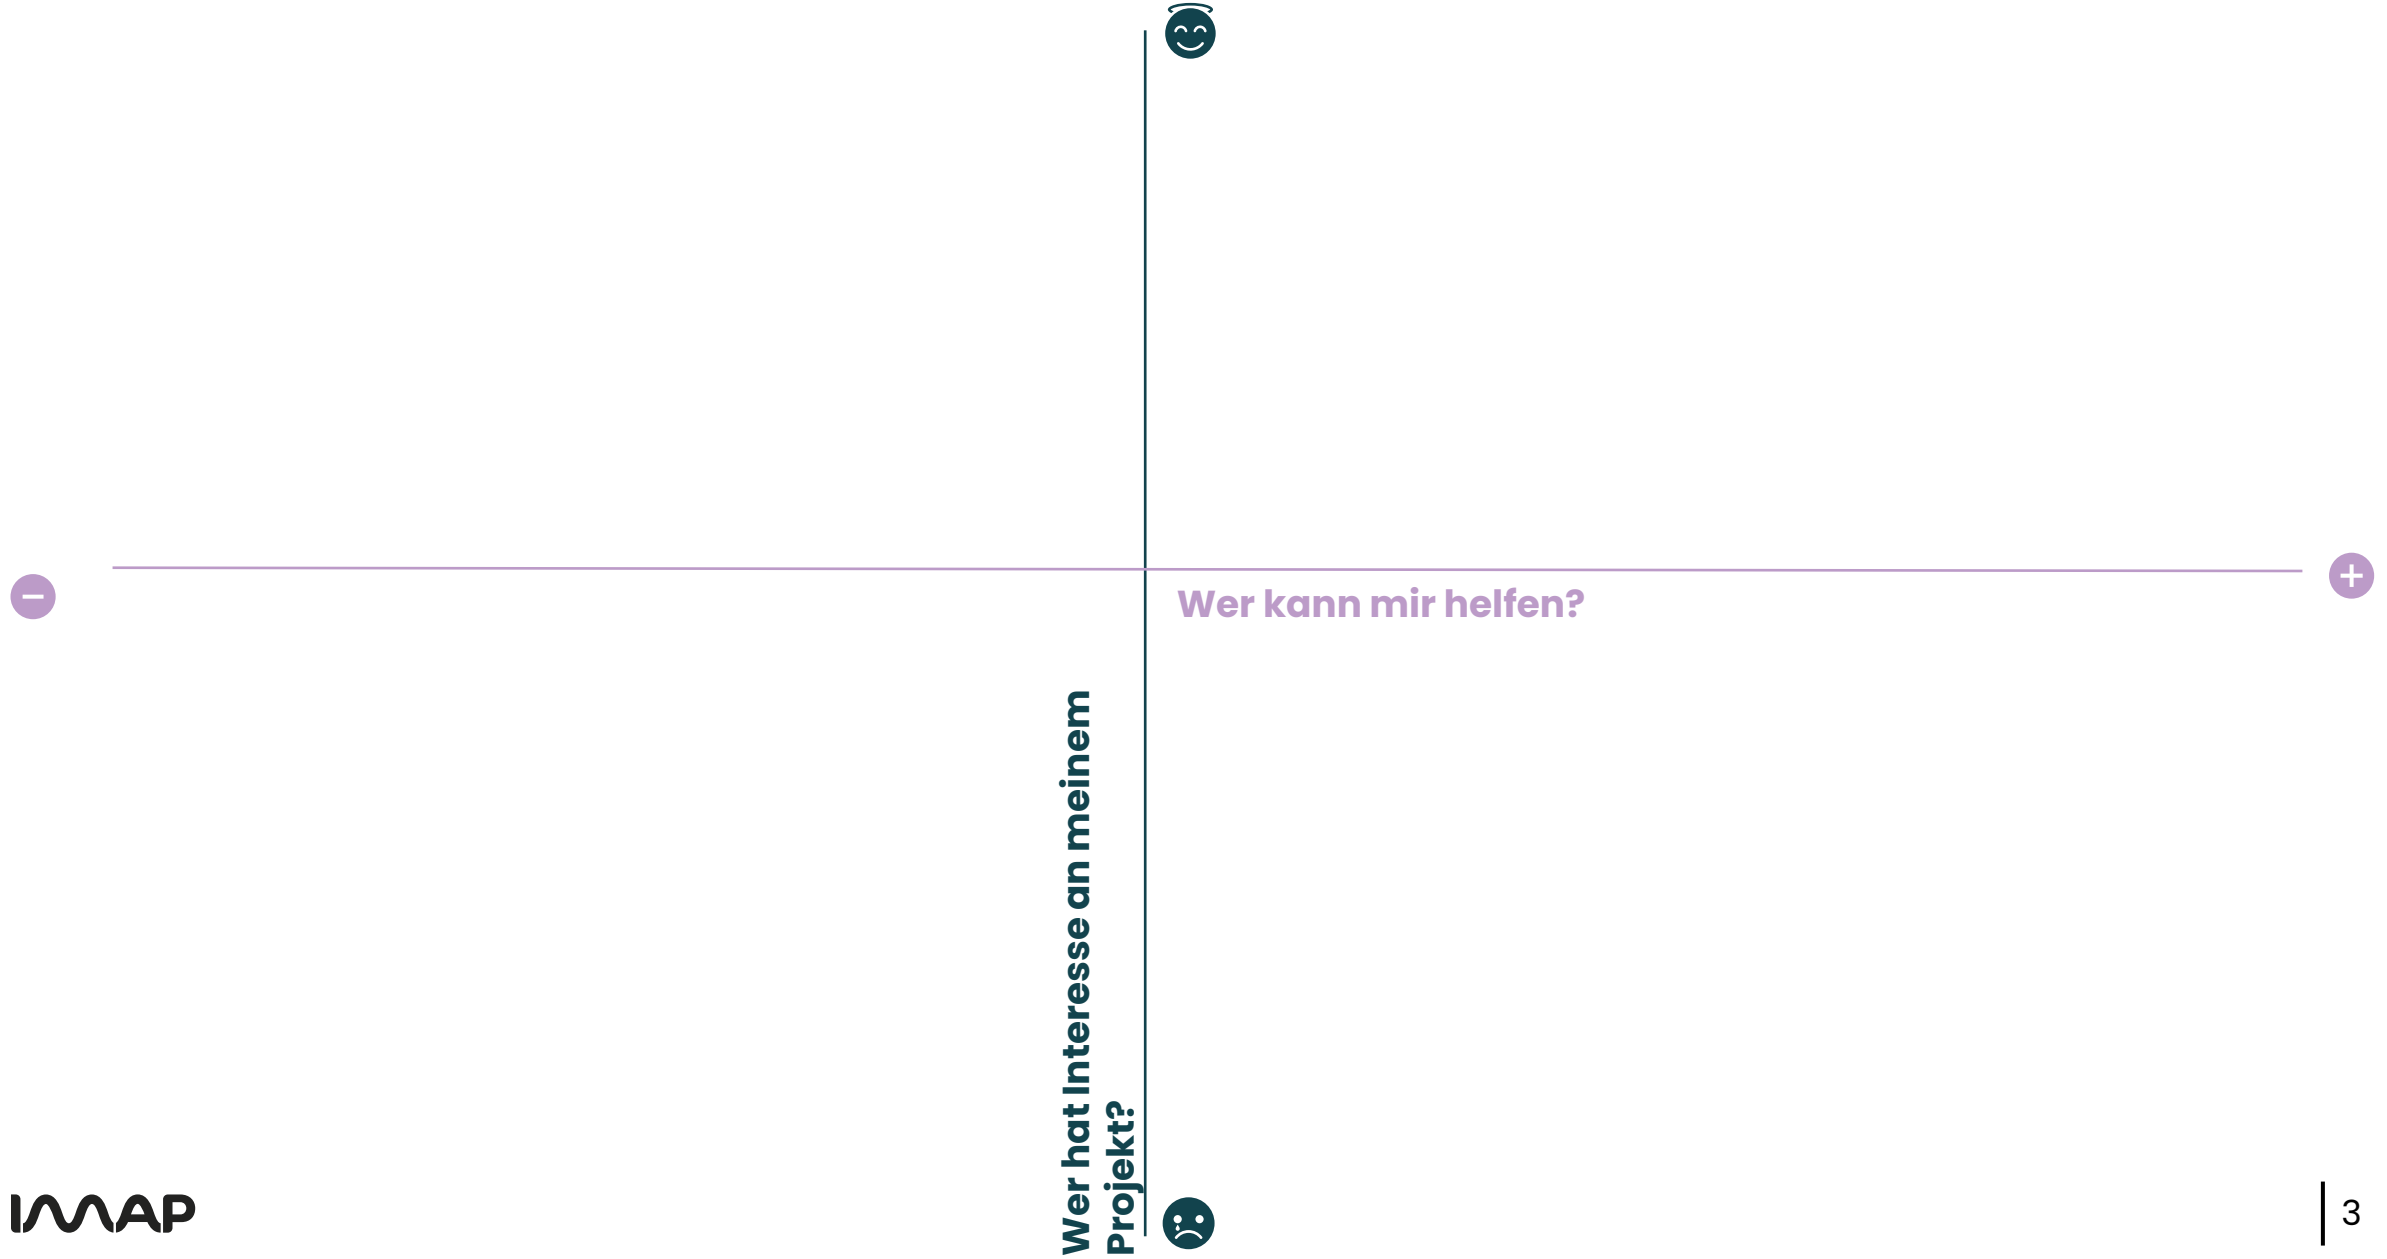 Wer kann mir helfen?
Wer hat Interesse an meinem
Projekt?
IMAP
3